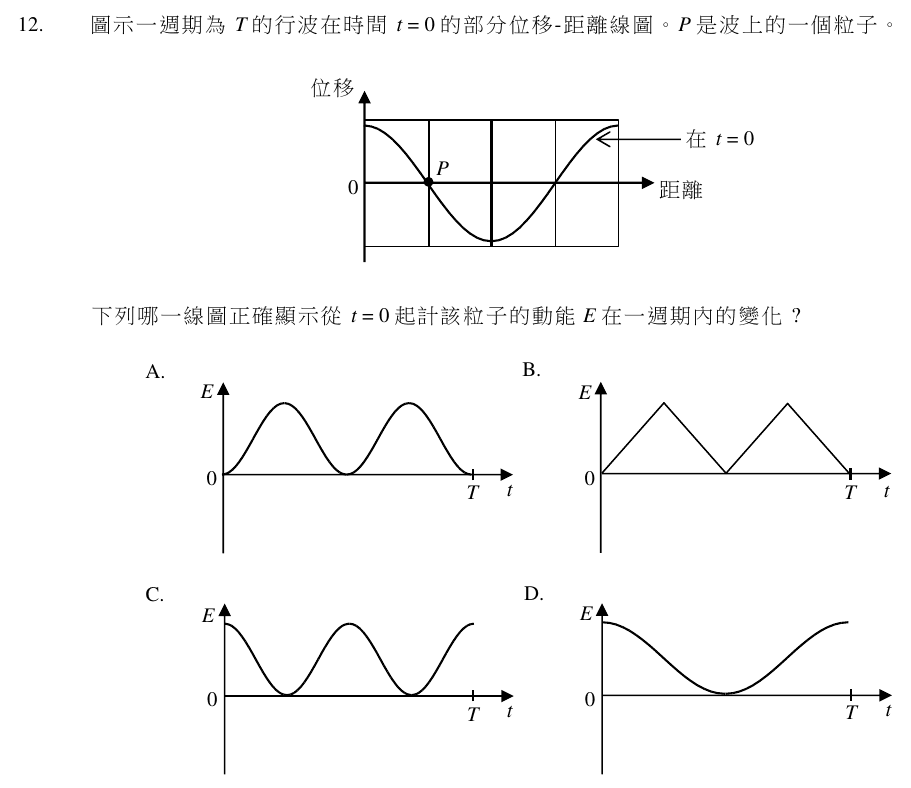 12. 圖示一週期為 T 的行波在時間 t = 0 的部分位移-距離線圖。P 是波上的一個粒子。
位移
在 t = 0
P
0
距離
下列哪一線圖正確顯示從 t = 0 起計該粒子的動能 E 在一週期內的變化？
A.
E
0
T
t
B.
E
0
T
t
C.
E
0
T
t
D.
E
0
T
t